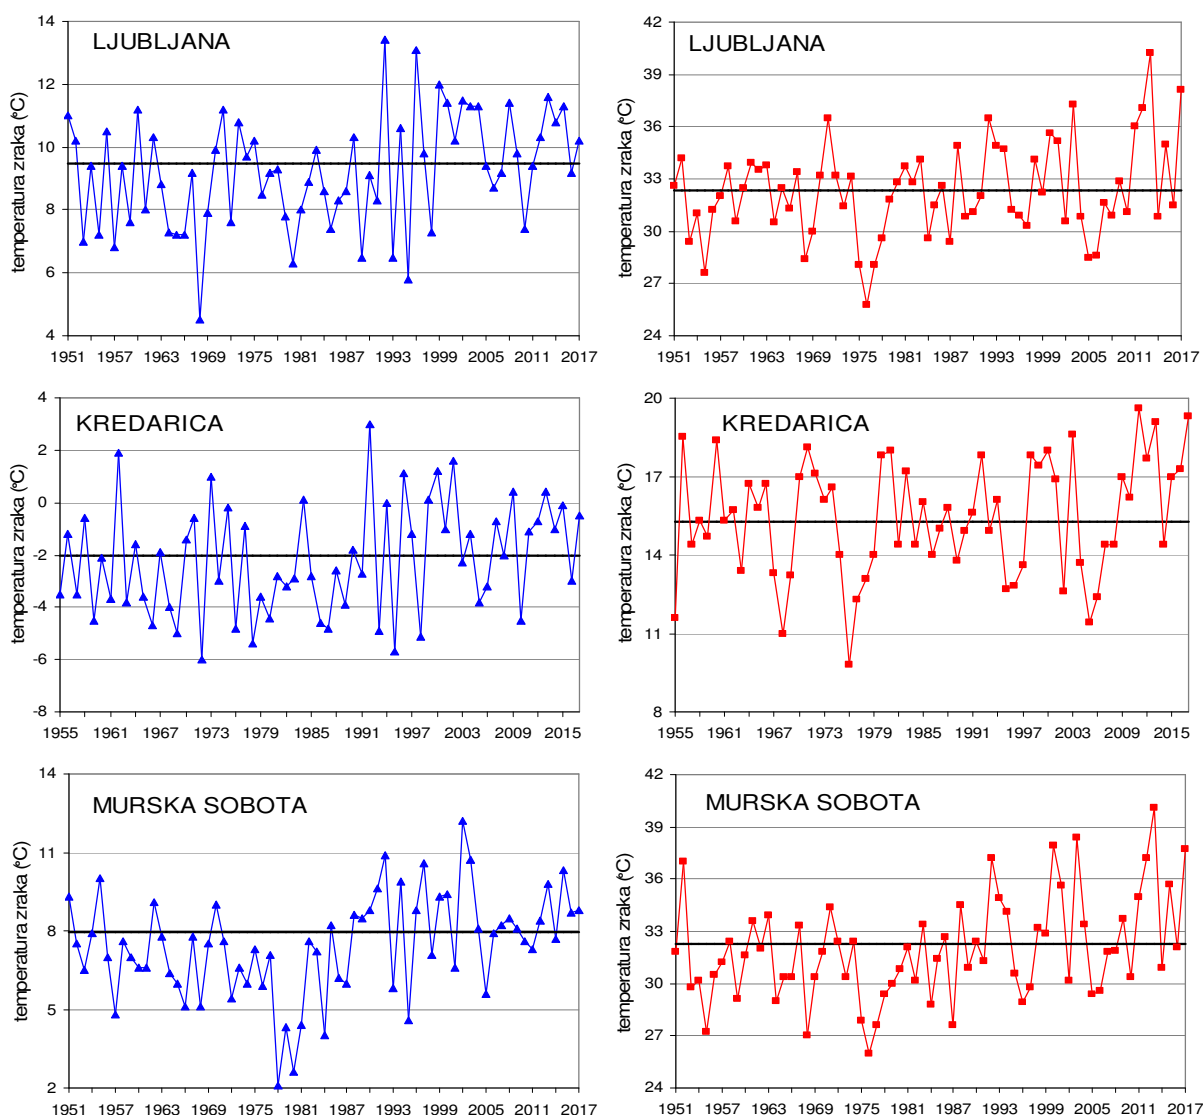 LJUBLJANA
temperatura zraka (°C)
14
12
10
8
6
4
1951 1957 1963 1969 1975 1981 1987 1993 1999 2005 2011 2017
LJUBLJANA
temperatura zraka (°C)
42
39
36
33
30
27
24
1951 1957 1963 1969 1975 1981 1987 1993 1999 2005 2011 2017
KREDARICA
temperatura zraka (°C)
4
2
0
-2
-4
-6
-8
1955 1961 1967 1973 1979 1985 1991 1997 2003 2009 2015
KREDARICA
temperatura zraka (°C)
20
17
14
11
8
1955 1961 1967 1973 1979 1985 1991 1997 2003 2009 2015
MURSKA SOBOTA
temperatura zraka (°C)
14
11
8
5
2
1951 1957 1963 1969 1975 1981 1987 1993 1999 2005 2011 2017
MURSKA SOBOTA
temperatura zraka (°C)
42
39
36
33
30
27
24
1951 1957 1963 1969 1975 1981 1987 1993 1999 2005 2011 2017